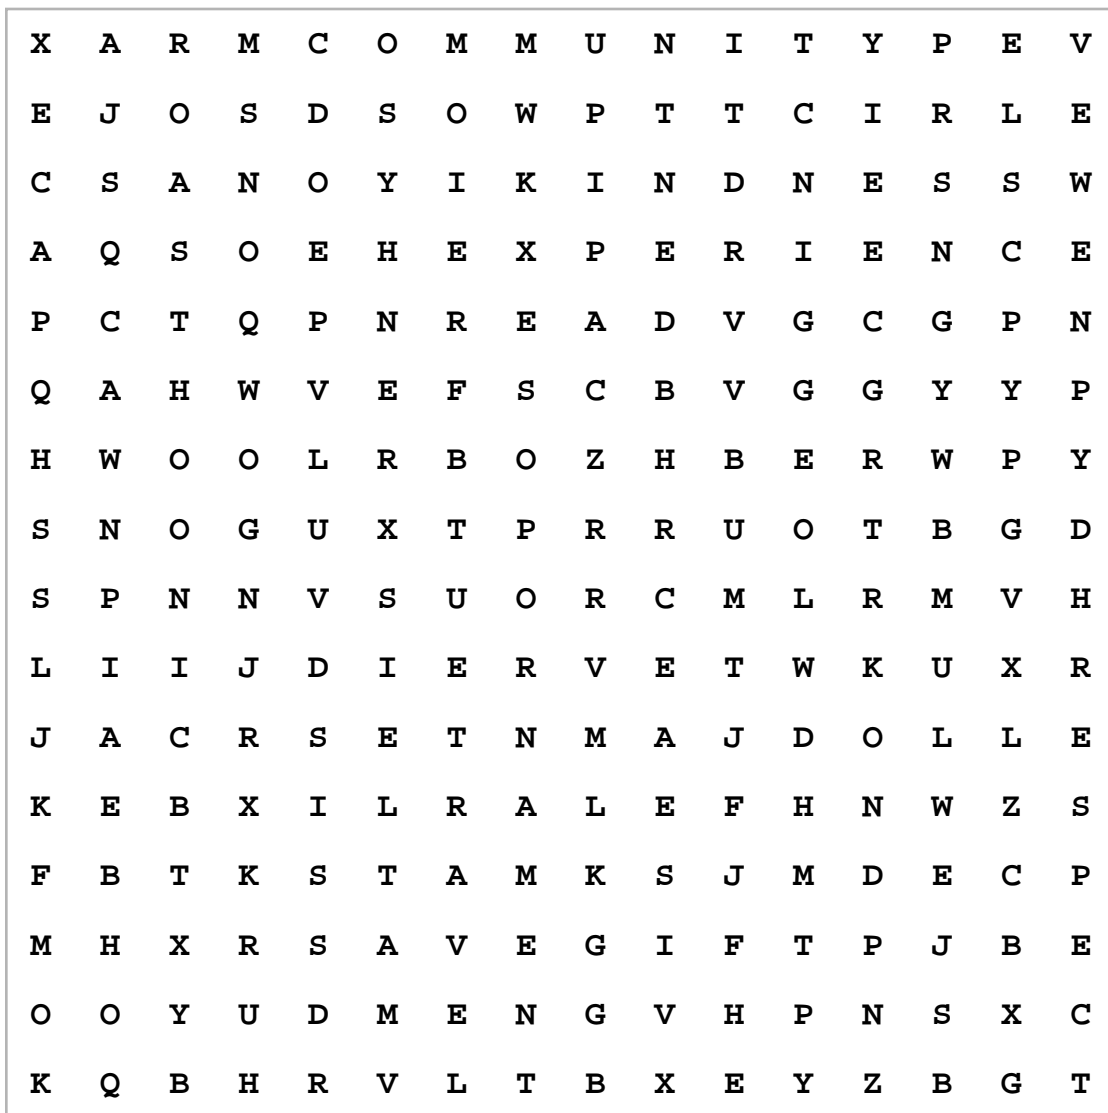 X A R M C O M M U N I T Y P E V
E J O S D S O W P T T C I R L E
C S A N O Y I K I N D N E S S W
A Q S O E H E X P E R I E N C E
P C T Q P N R E A D V G C G P N
Q A H W V E F S C B V G G Y Y P
H W O O L R B O Z H B E R W P Y
S N O G U X T P R R U O T B G D
S P N N V S U O R C M L R M V H
L I I J D I E R V E T W K U X R
J A C R S E T N M A J D O L L E
K E B X I L R A L E F H N W Z S
F B T K S T A M K S J M D E C P
M H X R S A V E G I F T P J B E
O O Y U D M E N G V H P N S X C
K Q B H R V L T B X E Y Z B G T